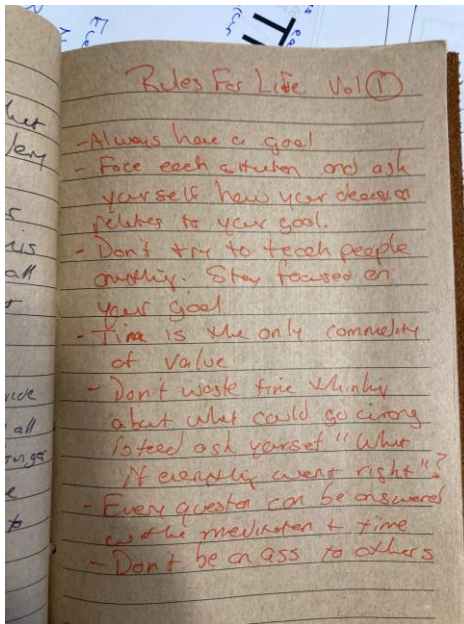 Rules For Life Vol ①
- Always have a goal
- Face each situation and ask
yourself how your decision
relates to your goal.
- Don't try to teach people
anything. Stay focused on
your goal
- Time is the only commodity
of value
- Don't waste time thinking
about what could go wrong
insteed ask yourself "What
if everything went right"?
- Every question can be answered
with meditation + time
- Don't be an ass to others
all
all